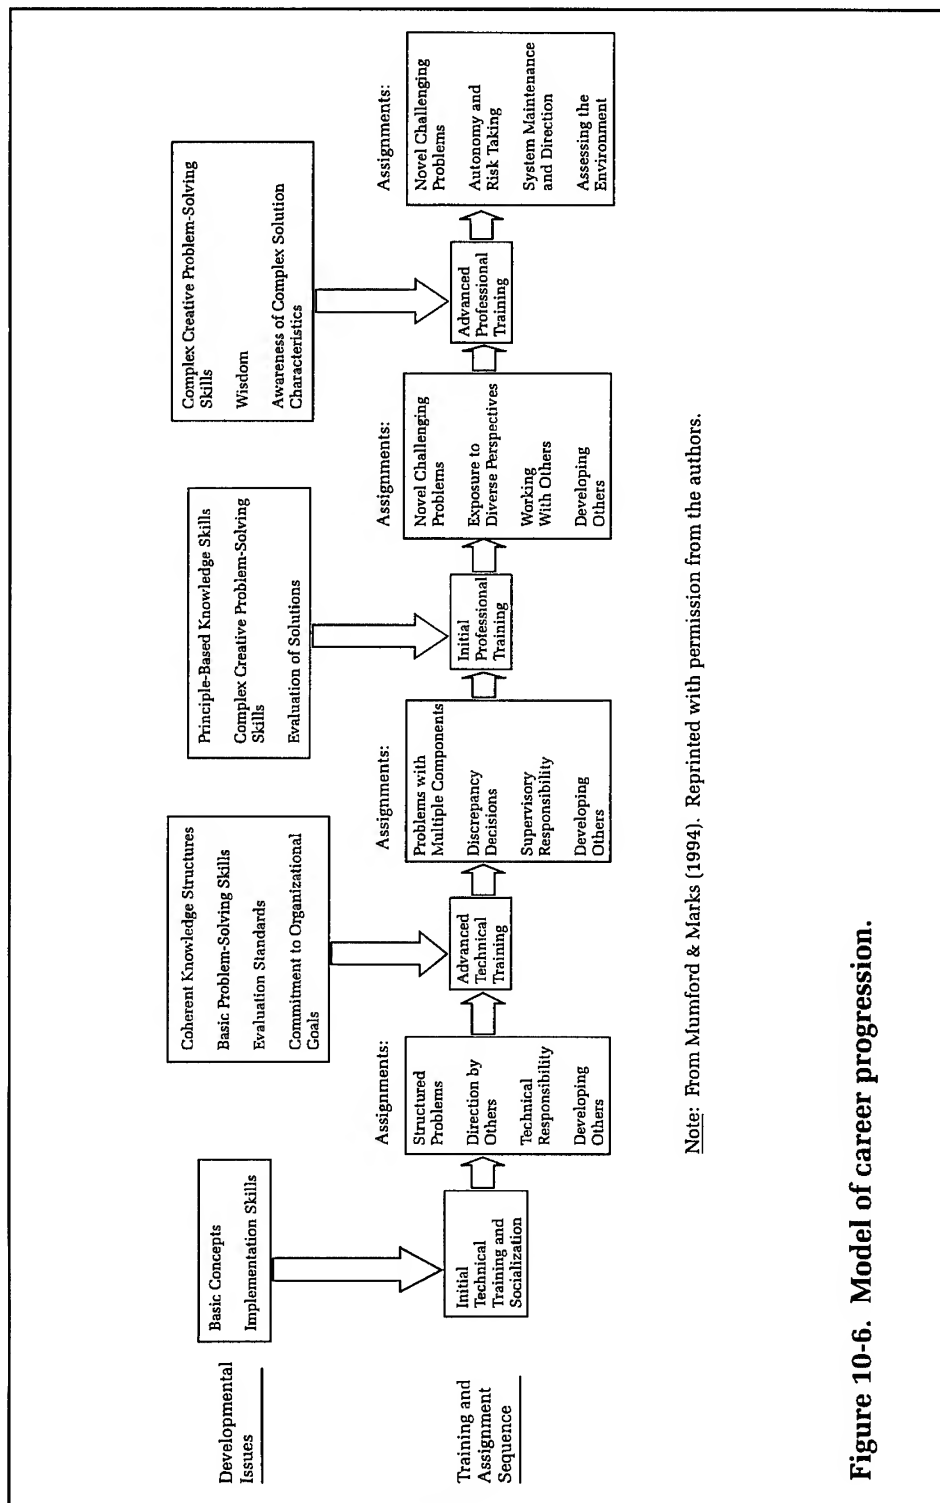 Developmental
Issues
Basic Concepts
Implementation Skills
Coherent Knowledge Structures
Basic Problem-Solving Skills
Evaluation Standards
Commitment to Organizational
Goals
Principle-Based Knowledge Skills
Complex Creative Problem-Solving
Skills
Evaluation of Solutions
Complex Creative Problem-Solving
Skills
Wisdom
Awareness of Complex Solution
Characteristics
Training and
Assignment
Sequence
Initial
Technical
Training and
Socialization
Assignments:
Structured
Problems
Direction by
Others
Technical
Responsibility
Developing
Others
Advanced
Technical
Training
Assignments:
Problems with
Multiple Components
Discrepancy
Decisions
Supervisory
Responsibility
Developing
Others
Initial
Professional
Training
Assignments:
Novel Challenging
Problems
Exposure to
Diverse Perspectives
Working
With Others
Developing
Others
Advanced
Professional
Training
Assignments:
Novel Challenging
Problems
Autonomy and
Risk Taking
System Maintenance
and Direction
Assessing the
Environment
Note: From Mumford & Marks (1994). Reprinted with permission from the authors.
Figure 10-6. Model of career progression.